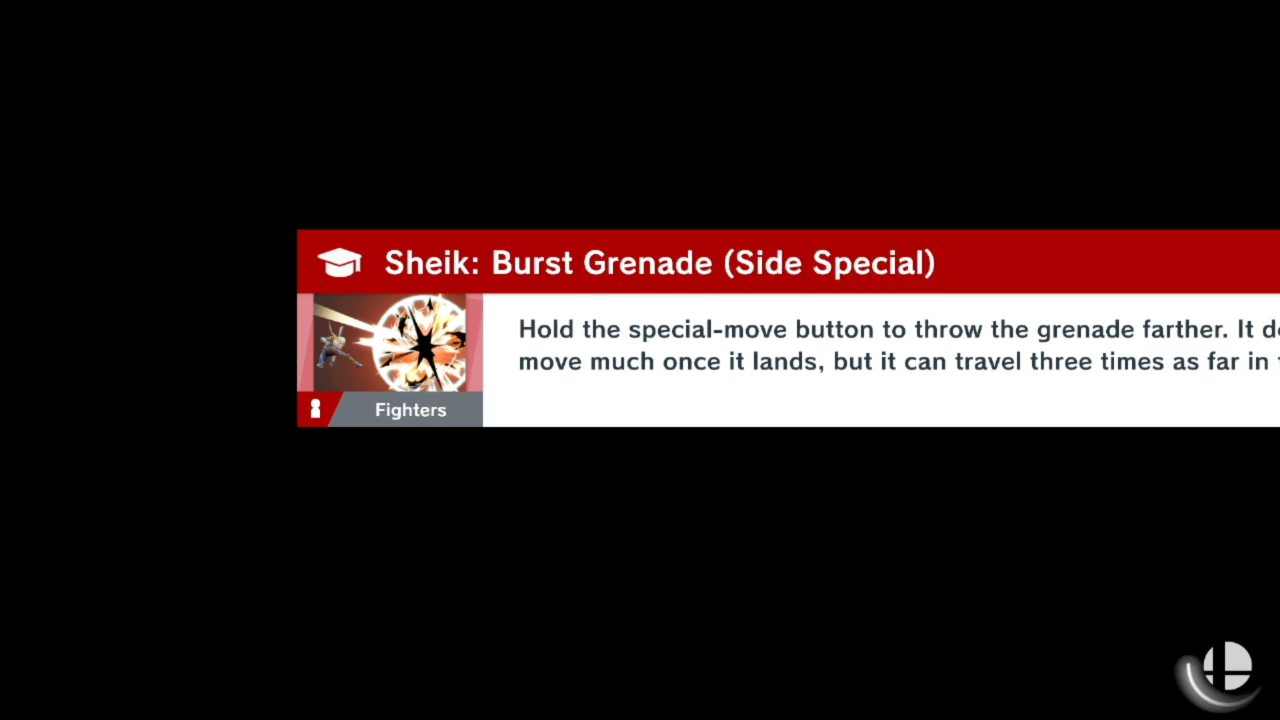 Sheik: Burst Grenade (Side Special)
Hold the special-move button to throw the grenade farther. It
move much once it lands, but it can travel three times as far in
Fighters